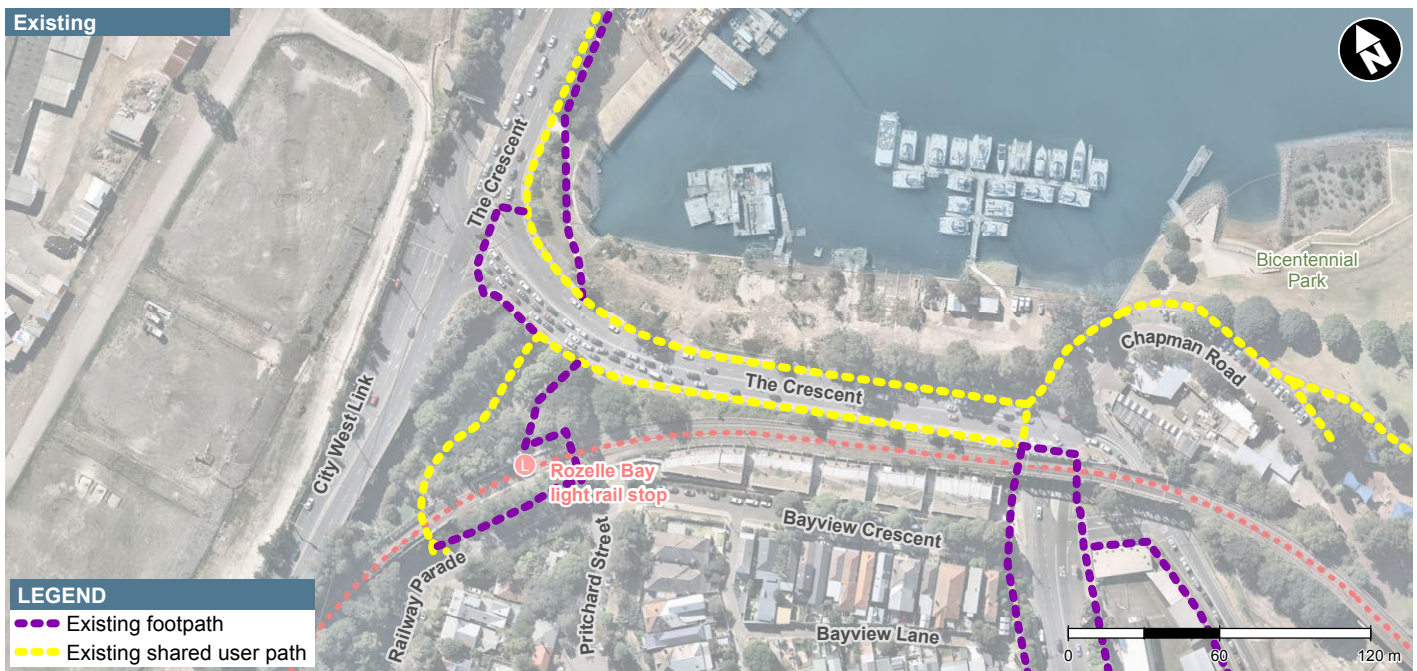 Existing
N
The Crescent
Bicentennial
Park
Chapman Road
The Crescent
City West Link
L
Rozelle Bay
light rail stop
Bayview Crescent
Pritchard Street
Railway Parade
Bayview Lane
LEGEND
Existing footpath
Existing shared user path
0 60 120 m